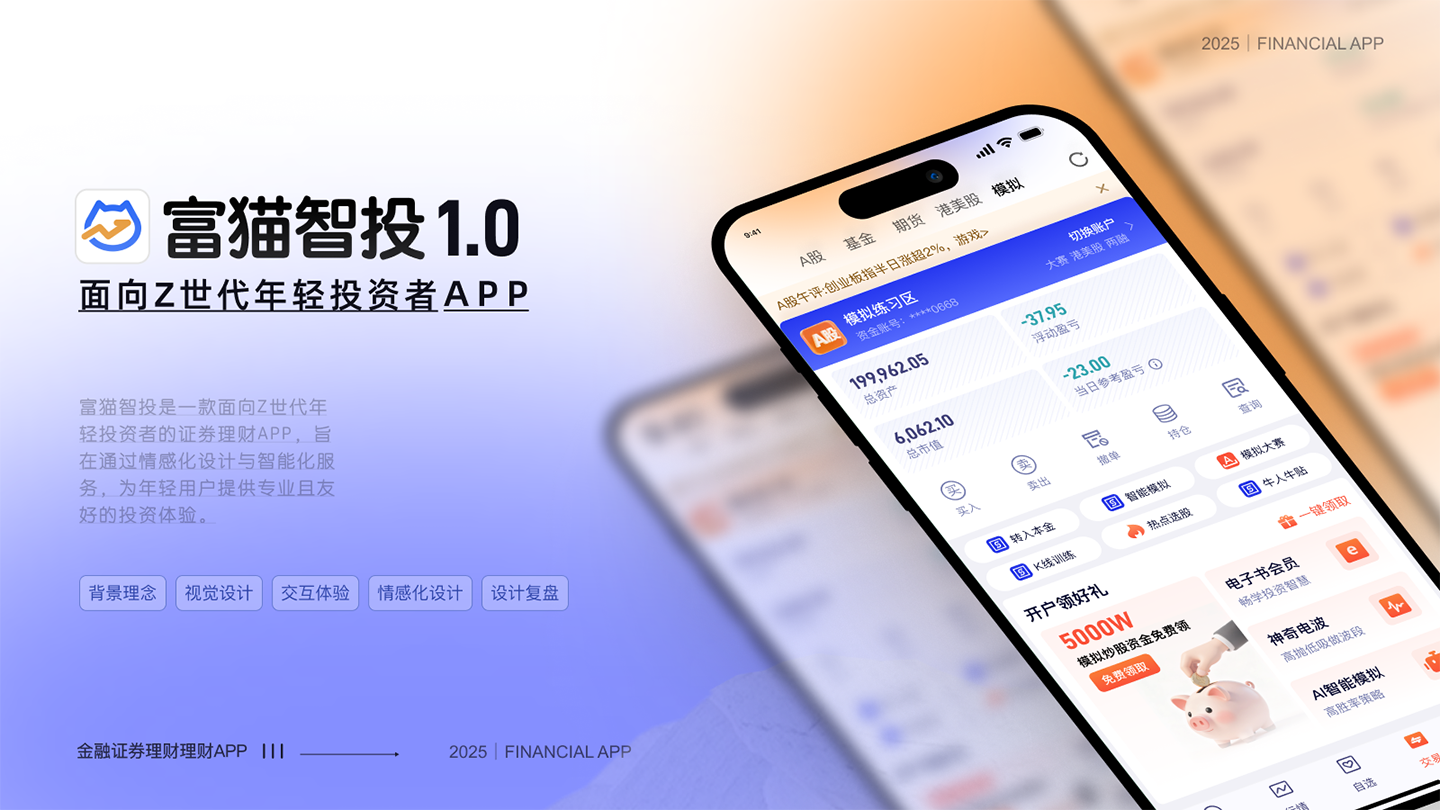 2025 | FINANCIAL APP
富猫智投 1.0
面向Z世代年轻投资者APP
富猫智投是一款面向Z世代年
轻投资者的证券理财APP，旨
在通过情感化设计与智能化服
务，为年轻用户提供专业且友
好的投资体验。
背景理念
视觉设计
交互体验
情感化设计
设计复盘
金融证券理财理财APP
2025 | FINANCIAL APP
9:41
A股 基金 期货 港美股 模拟
A股午评:创业板指半日涨超2%，游戏>
A股
模拟练习区
资金账号：****0668
切换账户
大赛 港美股 两融
199,962.05
总资产
-37.95
浮动盈亏
6,062.10
总市值
-23.00
当日参考盈亏
买 卖
买入 卖出 撤单 持仓 查询
转入本金 智能模拟 模拟大赛
K线训练 热点选股 牛人牛贴
开户领好礼
一键领取
5000W
模拟炒股资金免费领
免费领取
电子书会员
畅学投资智慧
神奇电波
高抛低吸做波段
AI智能模拟
高胜率策略
行情 自选 交易